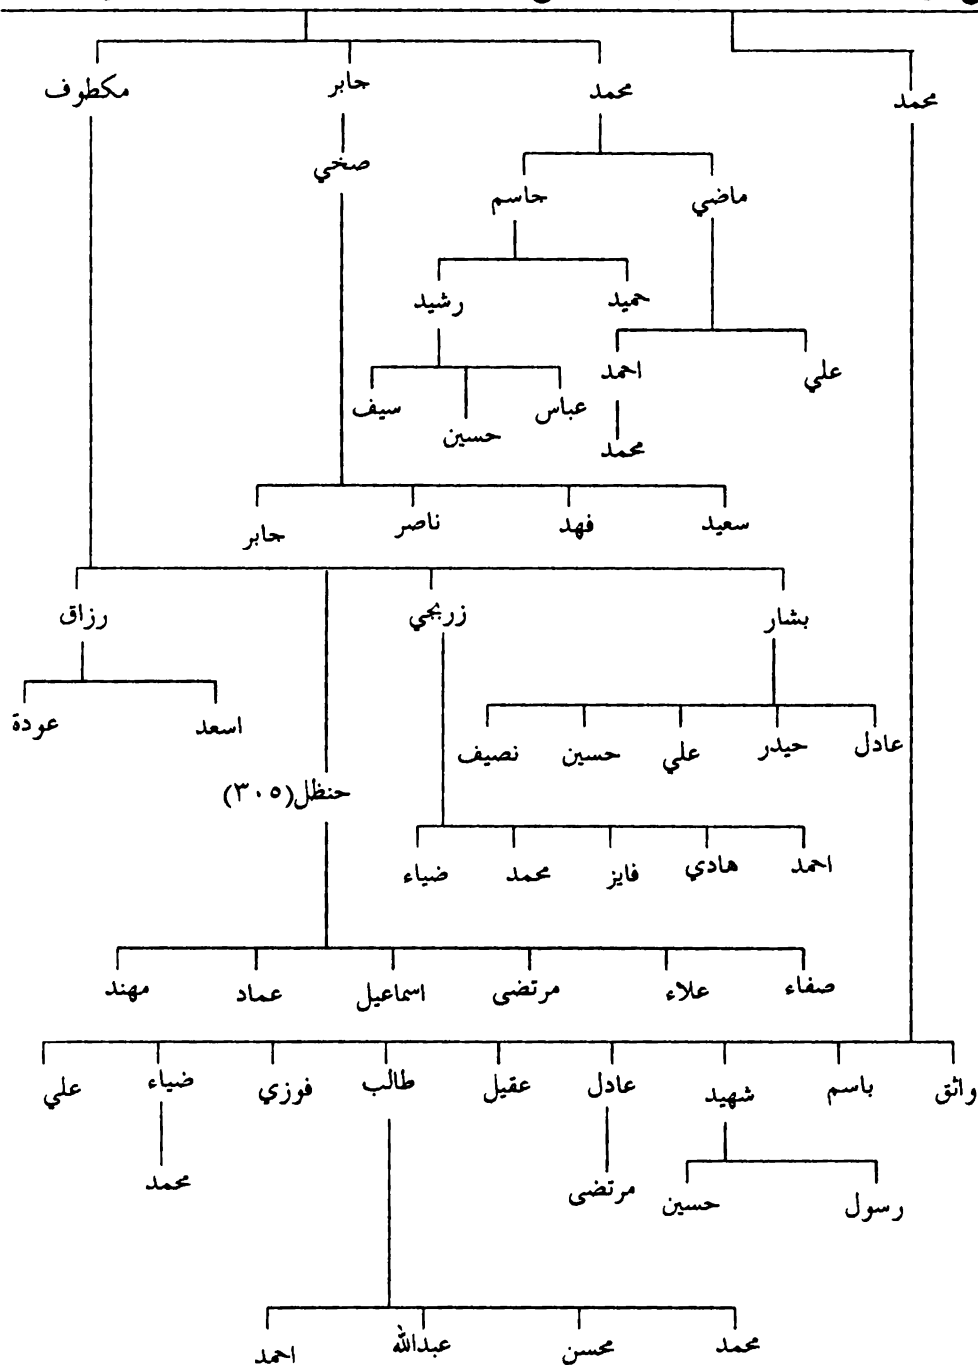 محمد
محمد جابر مكطوف
صخي
ماضي جاسم
حميد رشيد
علي احمد
عباس حسين سيف
محمد
سعيد فهد ناصر جابر
بشار زريجي رزاق
اسعد عودة
عادل حيدر علي حسين نصيف
حنظل(٣٠٥)
احمد هادي فايز محمد ضياء
صفاء علاء مرتضى اسماعيل عماد مهند
واثق باسم شهيد عادل عقيل طالب فوزي ضياء علي
محمد
رسول حسين مرتضى
محمد محسن عبدالله احمد